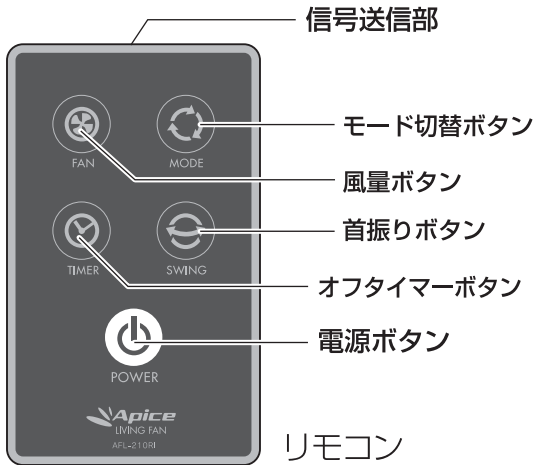 信号送信部
FAN
MODE
モード切替ボタン
風量ボタン
TIMER
SWING
首振りボタン
オフタイマーボタン
電源ボタン
POWER
Apice
LIVING FAN
AFL-210RI
リモコン